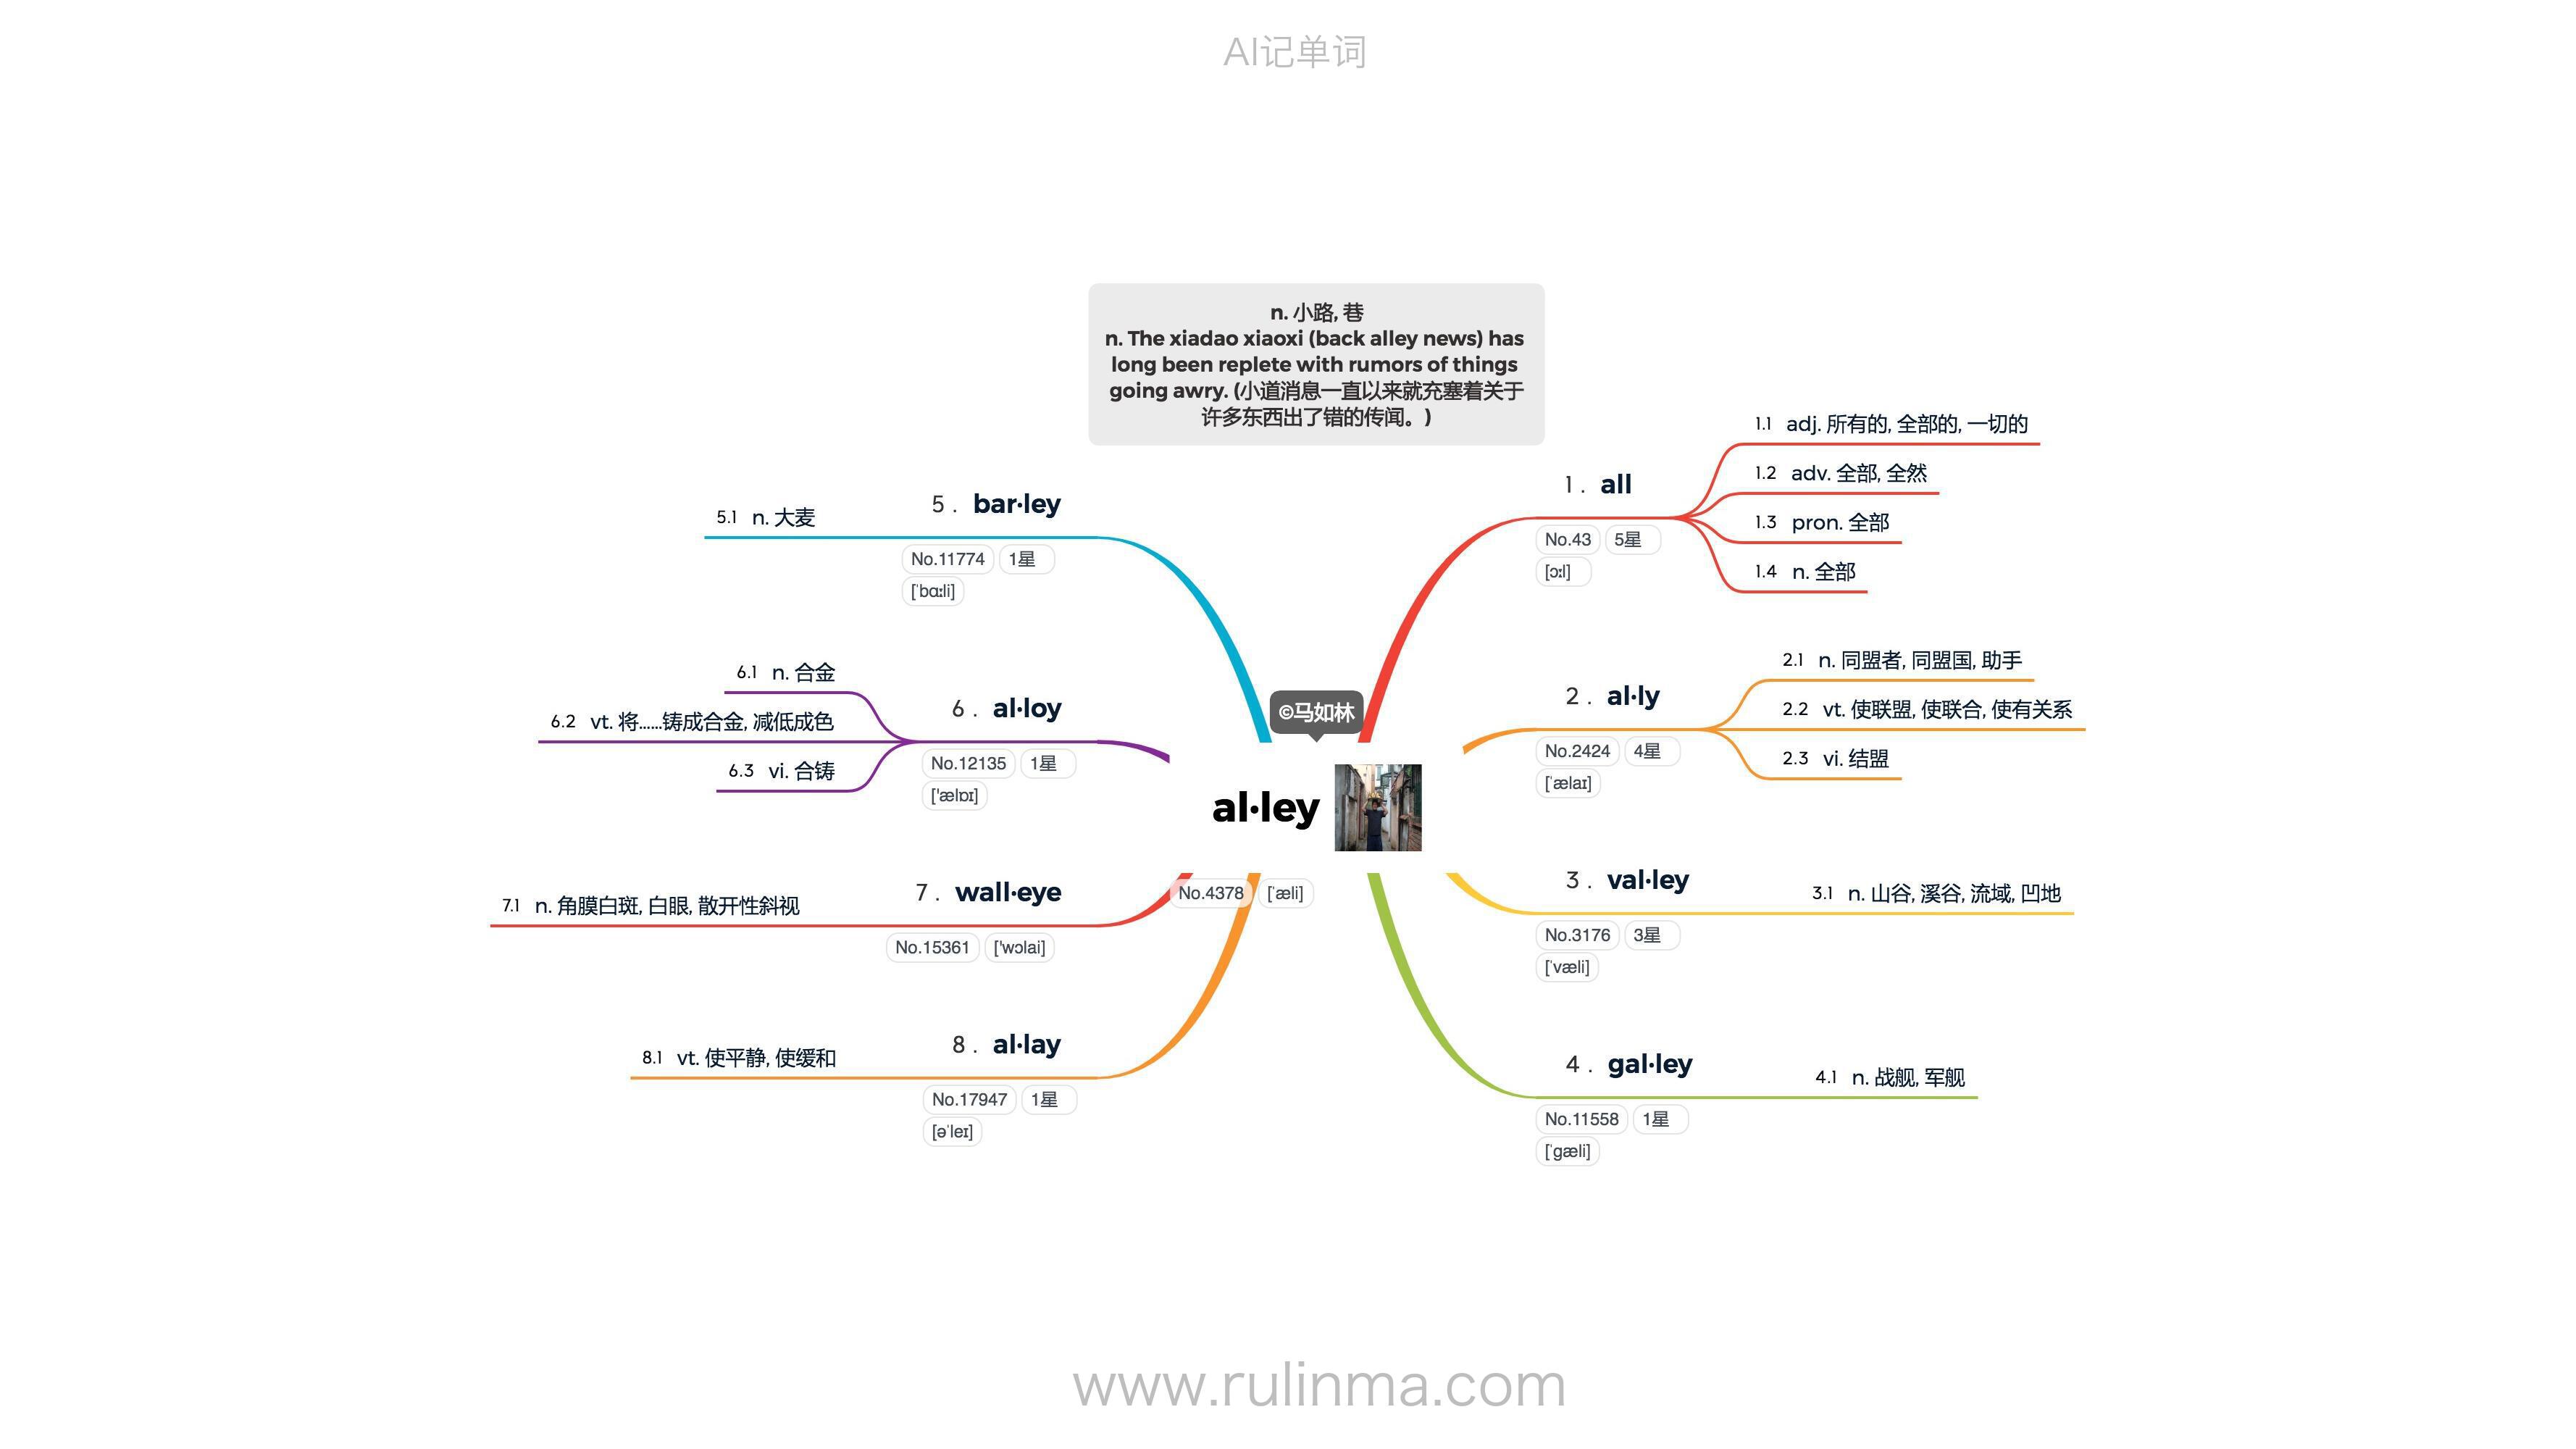 AI记单词
n. 小路, 巷
n. The xiadao xiaoxi (back alley news) has
long been replete with rumors of things
going awry. (小道消息一直以来就充塞着关于
许多东西出了错的传闻。)
©马如林
al·ley
No.4378 [ˈæli]
1 . all
No.43 5星
[ɔːl]
1.1 adj. 所有的, 全部的, 一切的
1.2 adv. 全部, 全然
1.3 pron. 全部
1.4 n. 全部
2 . al·ly
No.2424 4星
[ˈælaɪ]
2.1 n. 同盟者, 同盟国, 助手
2.2 vt. 使联盟, 使联合, 使有关系
2.3 vi. 结盟
3 . val·ley
No.3176 3星
[ˈvæli]
3.1 n. 山谷, 溪谷, 流域, 凹地
4 . gal·ley
No.11558 1星
[ˈgæli]
4.1 n. 战舰, 军舰
5 . bar·ley
No.11774 1星
[ˈbɑːli]
5.1 n. 大麦
6 . al·loy
No.12135 1星
['ælɒɪ]
6.1 n. 合金
6.2 vt. 将......铸成合金, 减低成色
6.3 vi. 合铸
7 . wall·eye
No.15361 ['wɔlai]
7.1 n. 角膜白斑, 白眼, 散开性斜视
8 . al·lay
No.17947 1星
[əˈleɪ]
8.1 vt. 使平静, 使缓和
www.rulinma.com